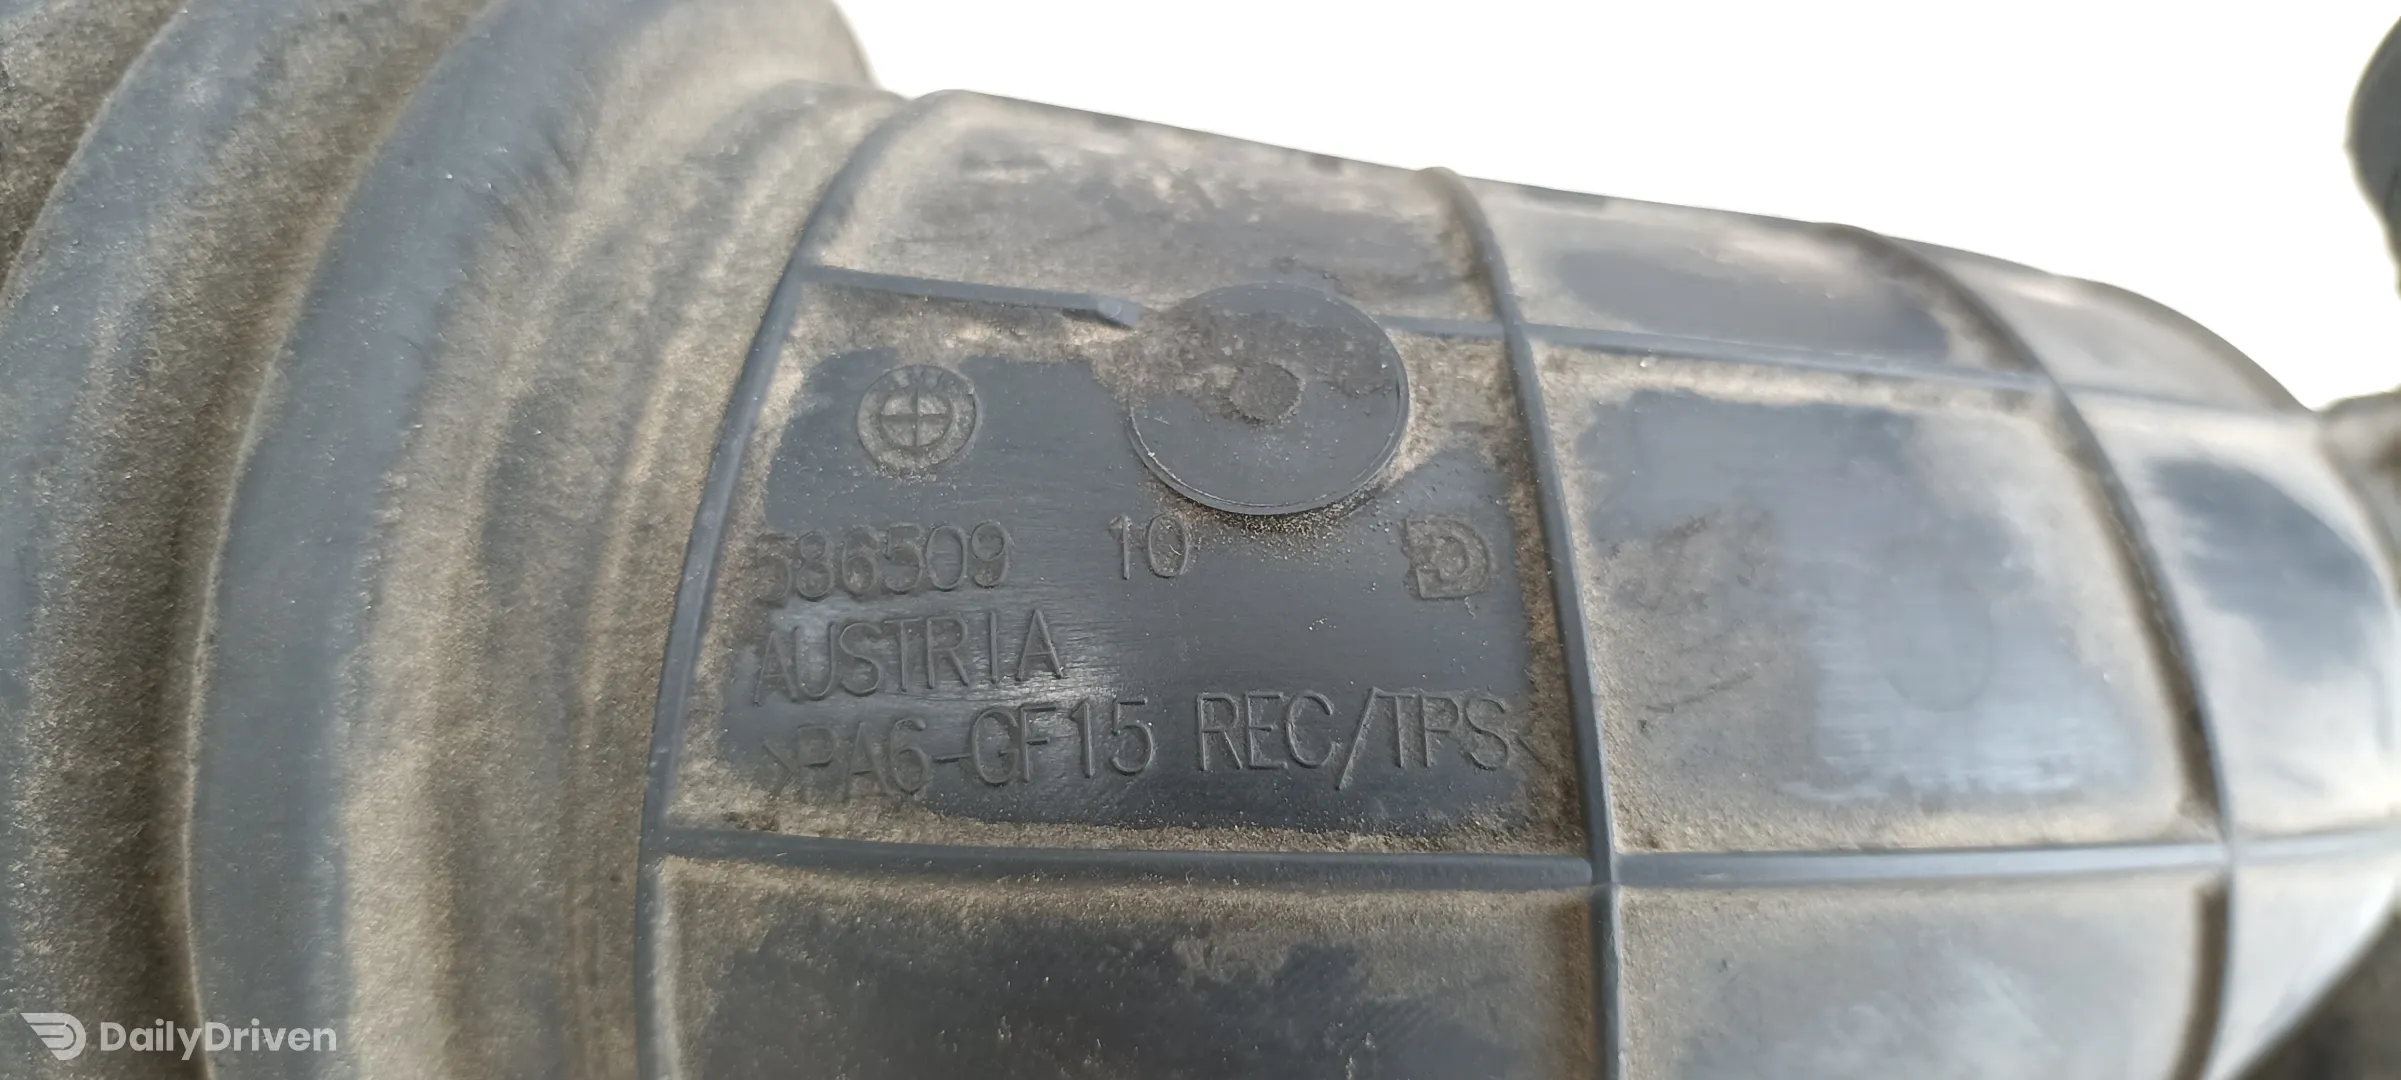 586509 10
AUSTRIA
>PA6-GF15 REC/TPS<
DailyDriven